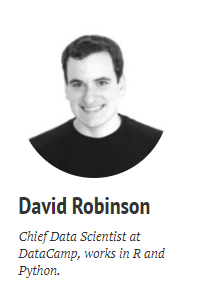 David Robinson
Chief Data Scientist at
DataCamp, works in R and
Python.